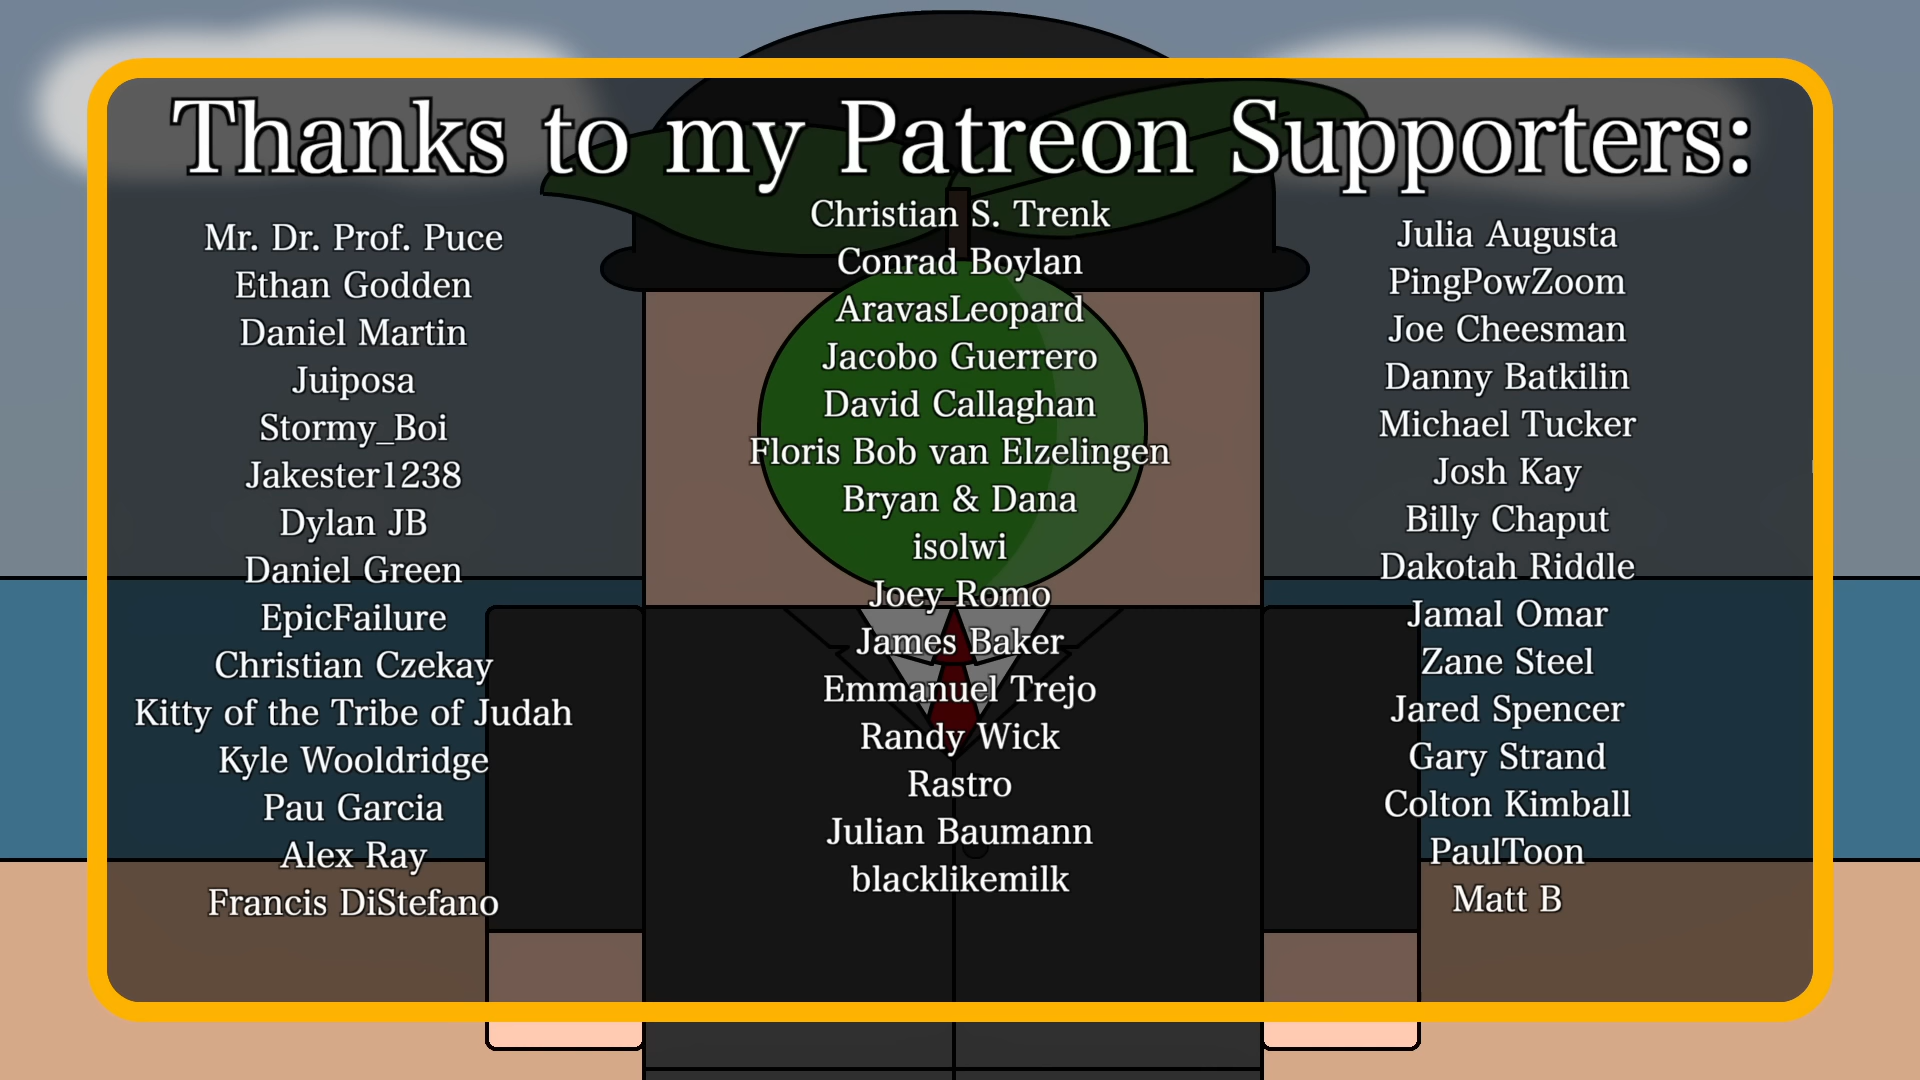 Thanks to my Patreon Supporters:
Mr. Dr. Prof. Puce
Ethan Godden
Daniel Martin
Juiposa
Stormy_Boi
Jakester1238
Dylan JB
Daniel Green
EpicFailure
Christian Czekay
Kitty of the Tribe of Judah
Kyle Wooldridge
Pau Garcia
Alex Ray
Francis DiStefano
Christian S. Trenk
Conrad Boylan
AravasLeopard
Jacobo Guerrero
David Callaghan
Floris Bob van Elzelingen
Bryan & Dana
isolwi
Joey Romo
James Baker
Emmanuel Trejo
Randy Wick
Rastro
Julian Baumann
blacklikemilk
Julia Augusta
PingPowZoom
Joe Cheesman
Danny Batkilin
Michael Tucker
Josh Kay
Billy Chaput
Dakotah Riddle
Jamal Omar
Zane Steel
Jared Spencer
Gary Strand
Colton Kimball
PaulToon
Matt B